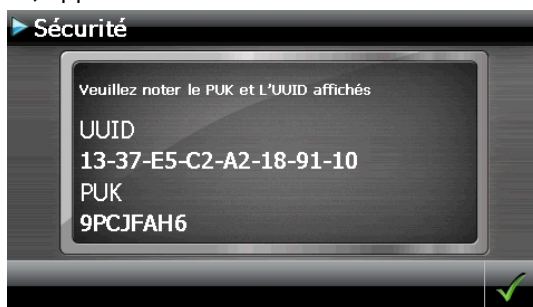 Sécurité
Veuillez noter le PUK et L'UUID affichés
UUID
13-37-E5-C2-A2-18-91-10
PUK
9PCJFAH6